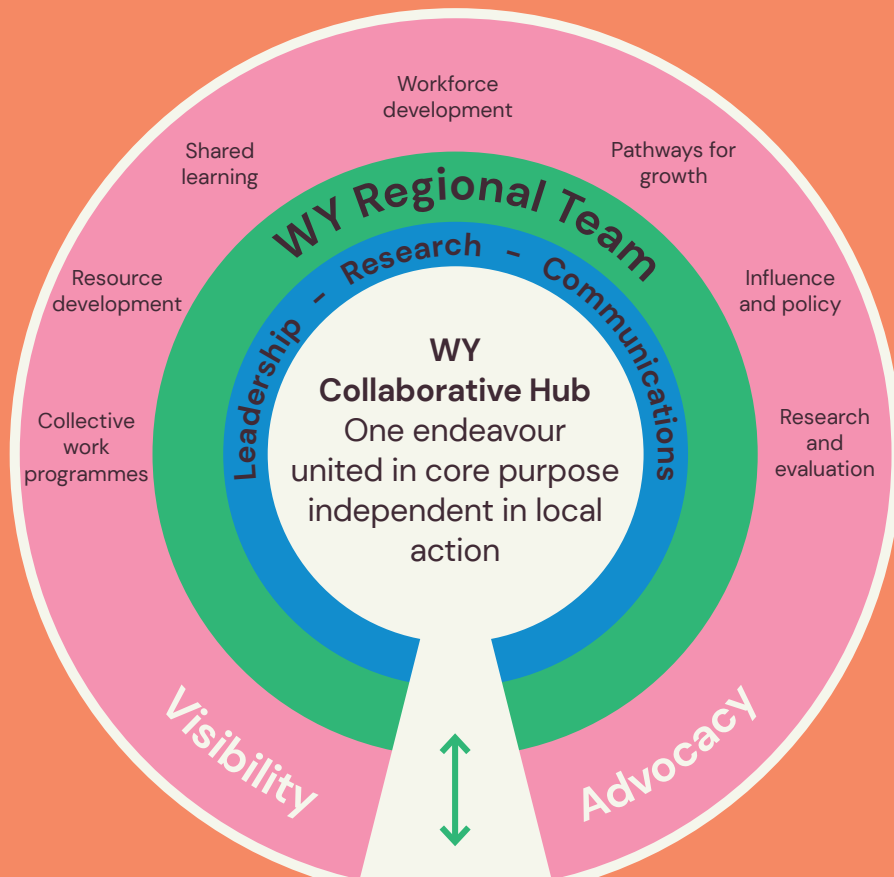 Workforce
development
Shared
learning
Pathways for
growth
Resource
development
Influence
and policy
Collective
work
programmes
Research
and
evaluation
WY Regional Team
Leadership - Research - Communications
WY
Collaborative Hub
One endeavour
united in core purpose
independent in local
action
Visibility
Advocacy